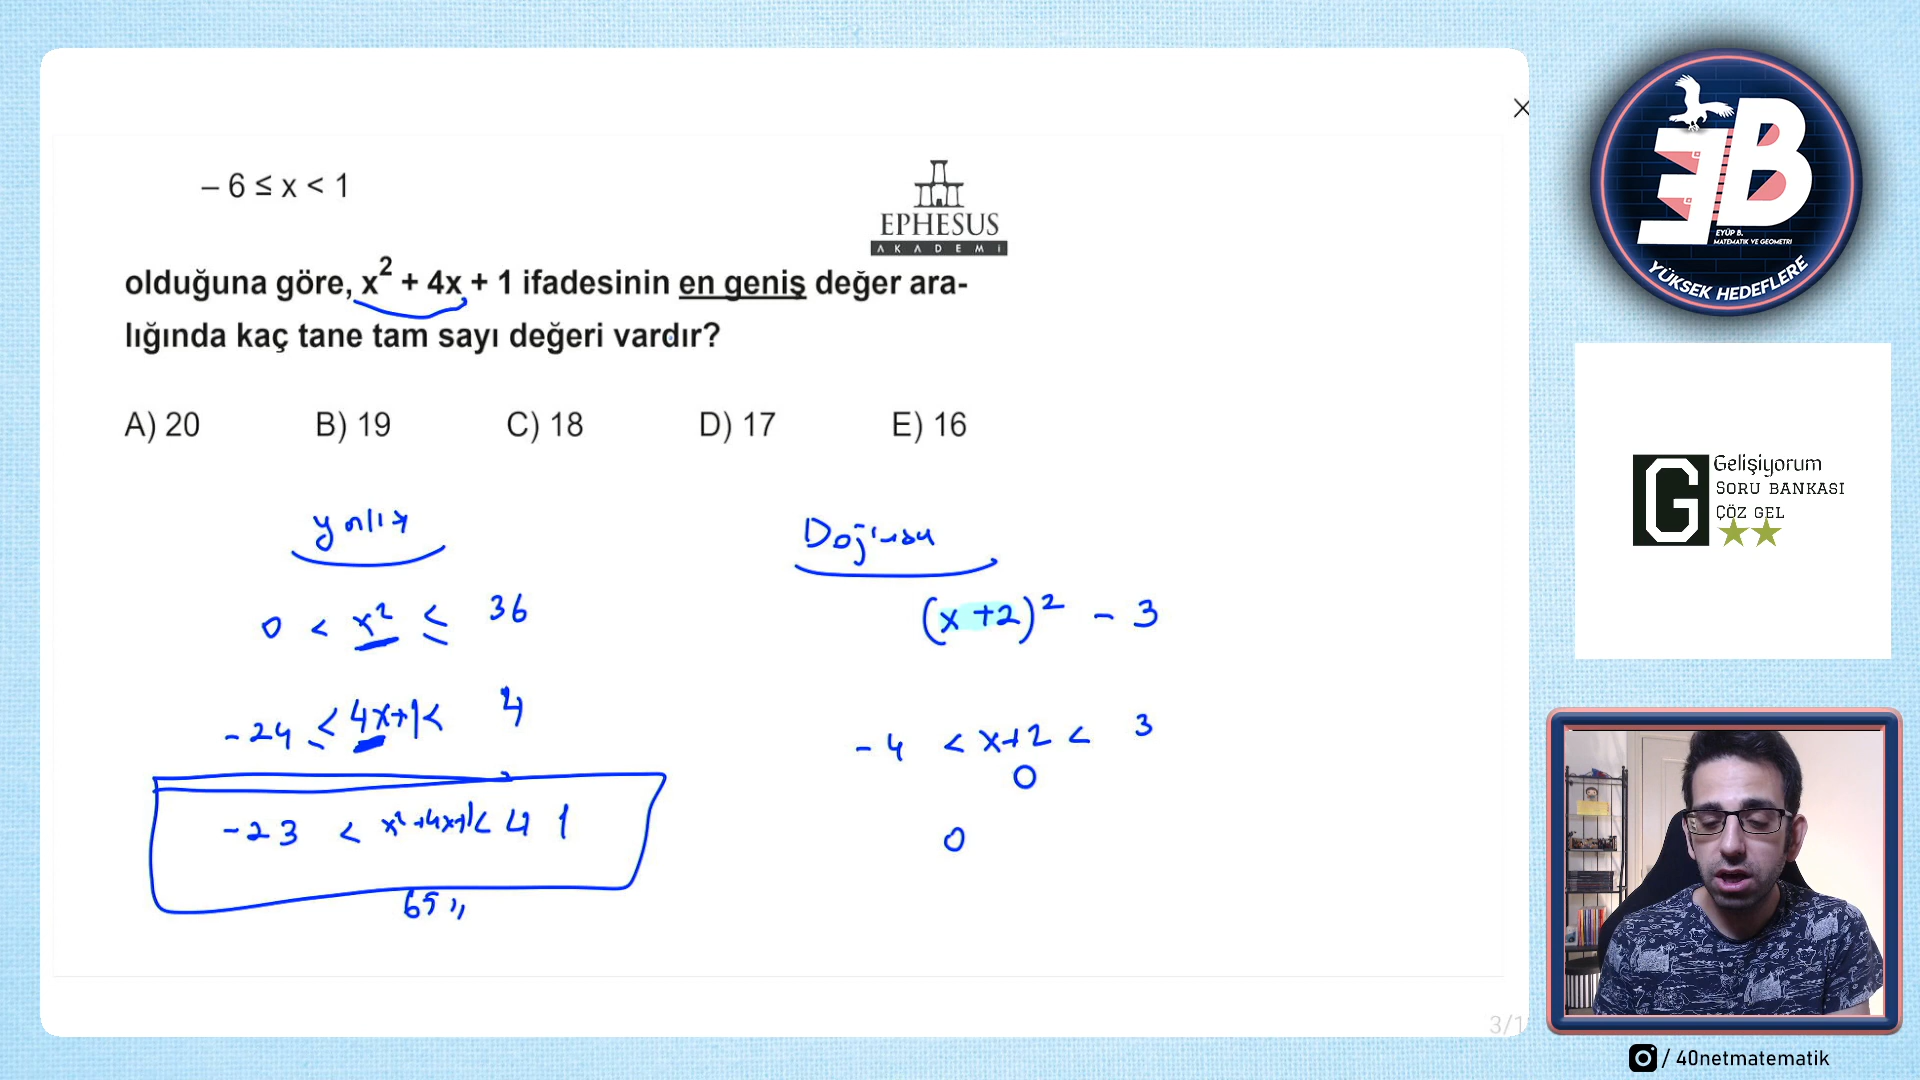 – 6 ≤ x < 1
EPHESUS
AKADEMİ
olduğuna göre, x² + 4x + 1 ifadesinin en geniş değer ara-
lığında kaç tane tam sayı değeri vardır?
A) 20 B) 19 C) 18 D) 17 E) 16
yanlış
0 < x² ≤ 36
-24 ≤ 4x+1 < 4
-23 < x²+4x+1 < 41
65 //
Doğrusu
(x+2)² - 3
-4 < x+2 < 3
0
0
3/1
EB
EYÜP B.
MATEMATİK VE GEOMETRİ
YÜKSEK HEDEFLERE
G
Gelişiyorum
SORU BANKASI
ÇÖZ GEL
/ 40netmatematik